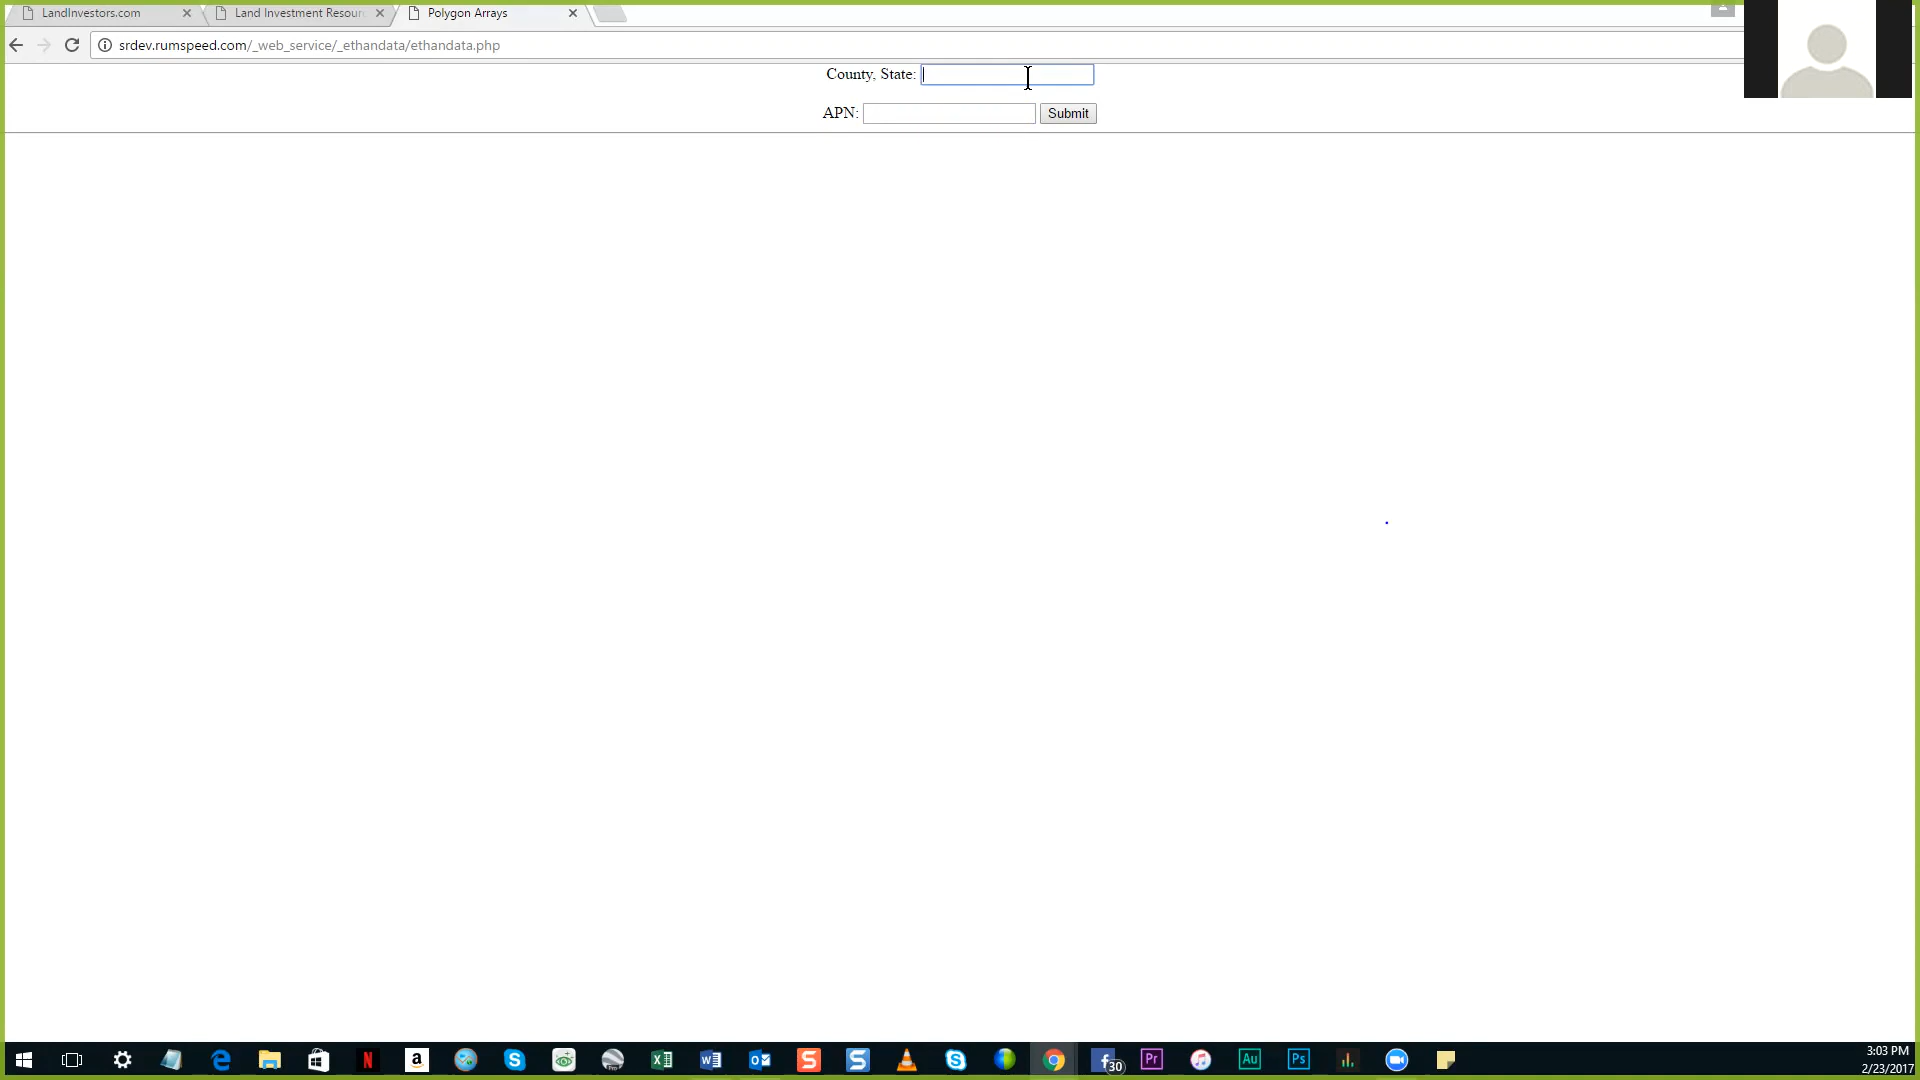 LandInvestors.com
Land Investment Resour
Polygon Arrays
srdev.rumspeed.com/_web_service/_ethandata/ethandata.php
County, State:
APN:
Submit
30
3:03 PM
2/23/2017